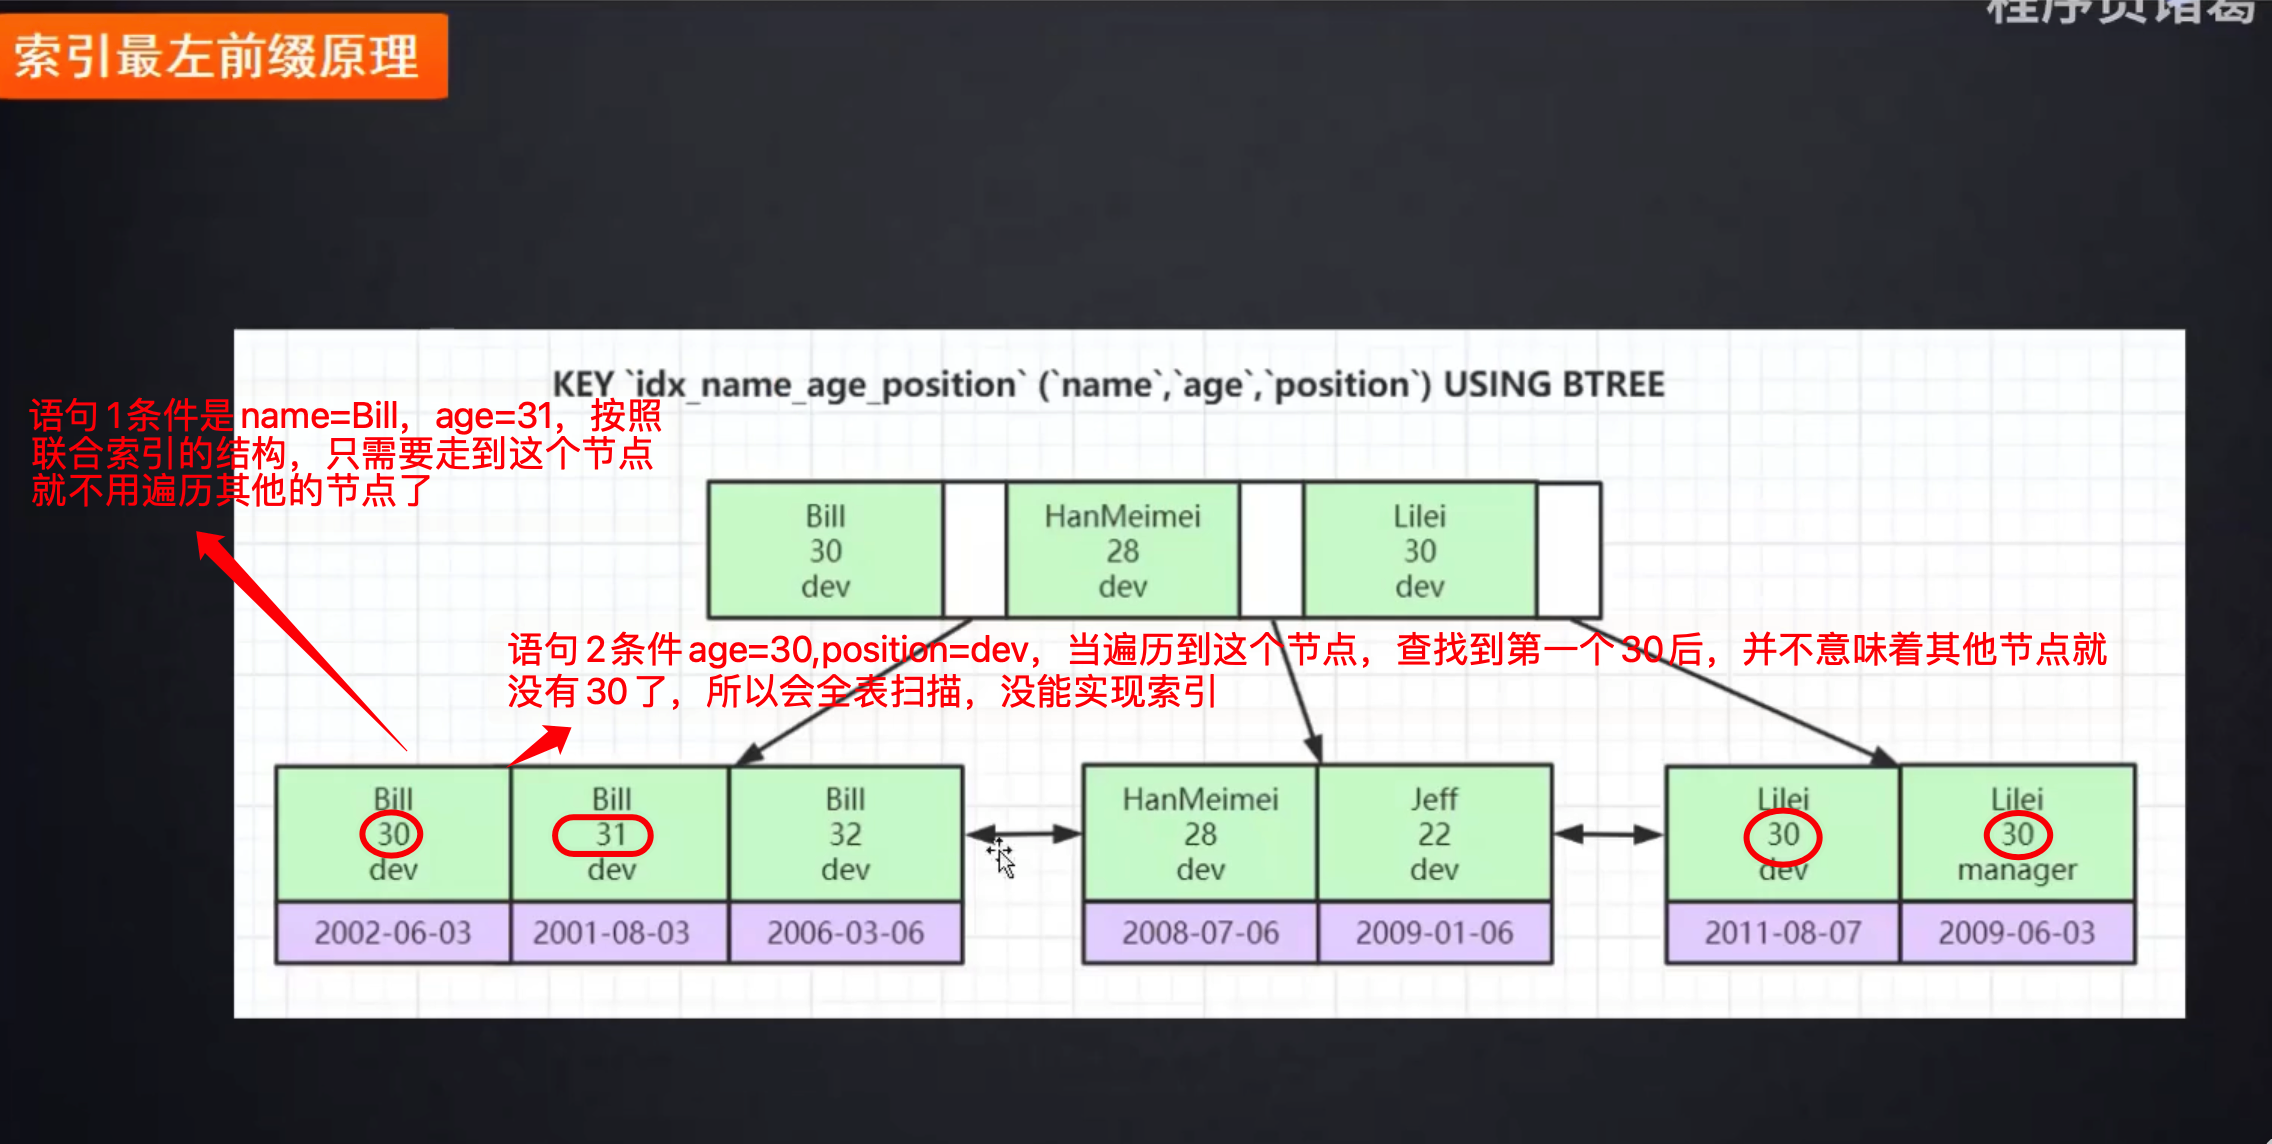 程序员诸葛
索引最左前缀原理
KEY `idx_name_age_position` (`name`,`age`,`position`) USING BTREE
语句1条件是name=Bill，age=31，按照
联合索引的结构，只需要走到这个节点
就不用遍历其他的节点了
Bill
30
dev
HanMeimei
28
dev
Lilei
30
dev
语句2条件age=30,position=dev，当遍历到这个节点，查找到第一个30后，并不意味着其他节点就
没有30了，所以会全表扫描，没能实现索引
Bill
30
dev
2002-06-03
Bill
31
dev
2001-08-03
Bill
32
dev
2006-03-06
HanMeimei
28
dev
2008-07-06
Jeff
22
dev
2009-01-06
Lilei
30
dev
2011-08-07
Lilei
30
manager
2009-06-03